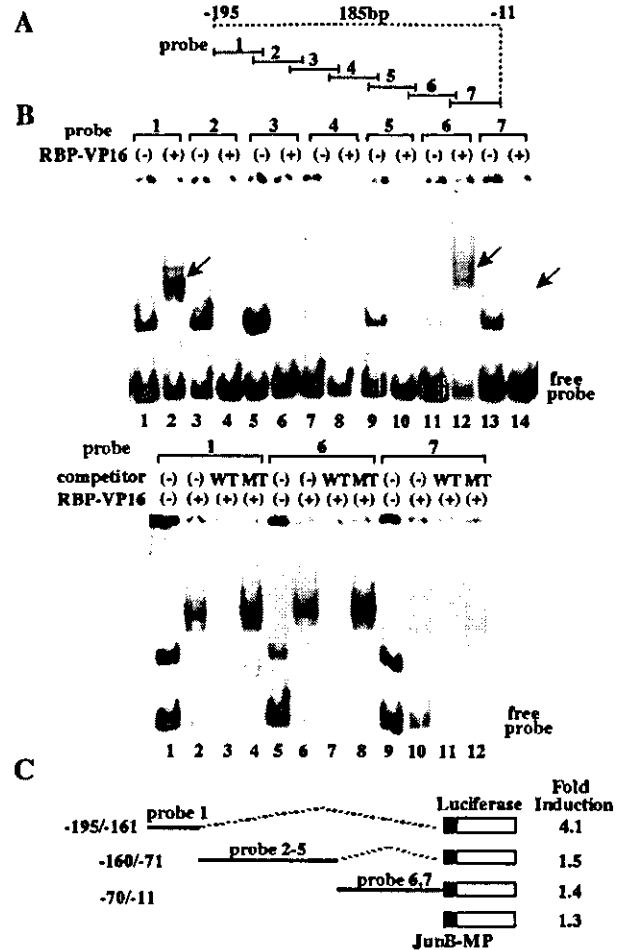 A
-195 185bp -11
probe 1 2 3 4 5 6 7
B
probe 1 2 3 4 5 6 7
RBP-VP16 (-) (+) (-) (+) (-) (+) (-) (+) (-) (+) (-) (+) (-) (+)
free
probe
1 2 3 4 5 6 7 8 9 10 11 12 13 14
probe 1 6 7
competitor (-) (-) WT MT (-) (-) WT MT (-) (-) WT MT
RBP-VP16 (-) (+) (+) (+) (-) (+) (+) (+) (-) (+) (+) (+)
free
probe
1 2 3 4 5 6 7 8 9 10 11 12
C
Luciferase Fold
Induction
-195/-161 probe 1 4.1
-160/-71 probe 2-5 1.5
-70/-11 probe 6,7 1.4
1.3
JunB-MP